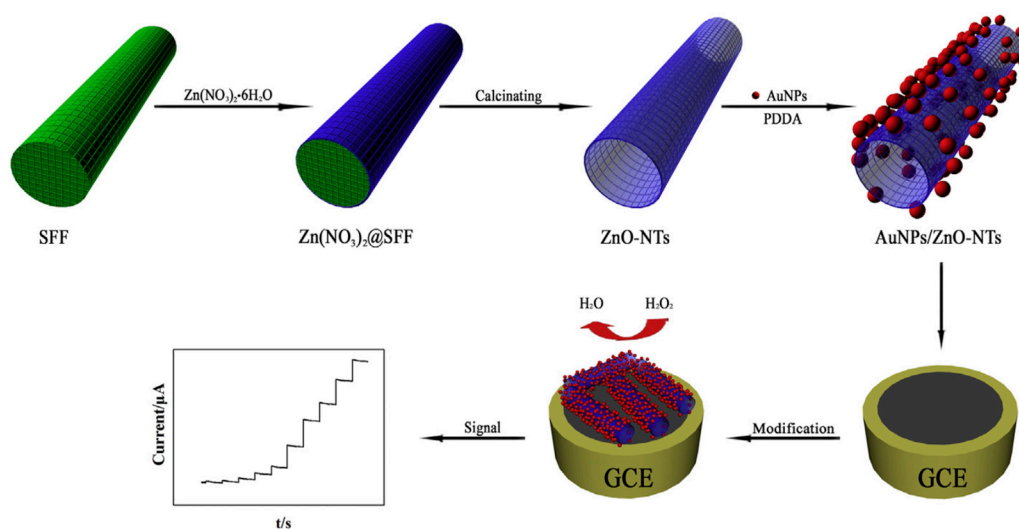 Zn(NO₃)₂•6H₂O
Calcinating
AuNPs
PDDA
SFF
Zn(NO₃)₂@SFF
ZnO-NTs
AuNPs/ZnO-NTs
H₂O
H₂O₂
Current/μA
t/s
Signal
GCE
Modification
GCE